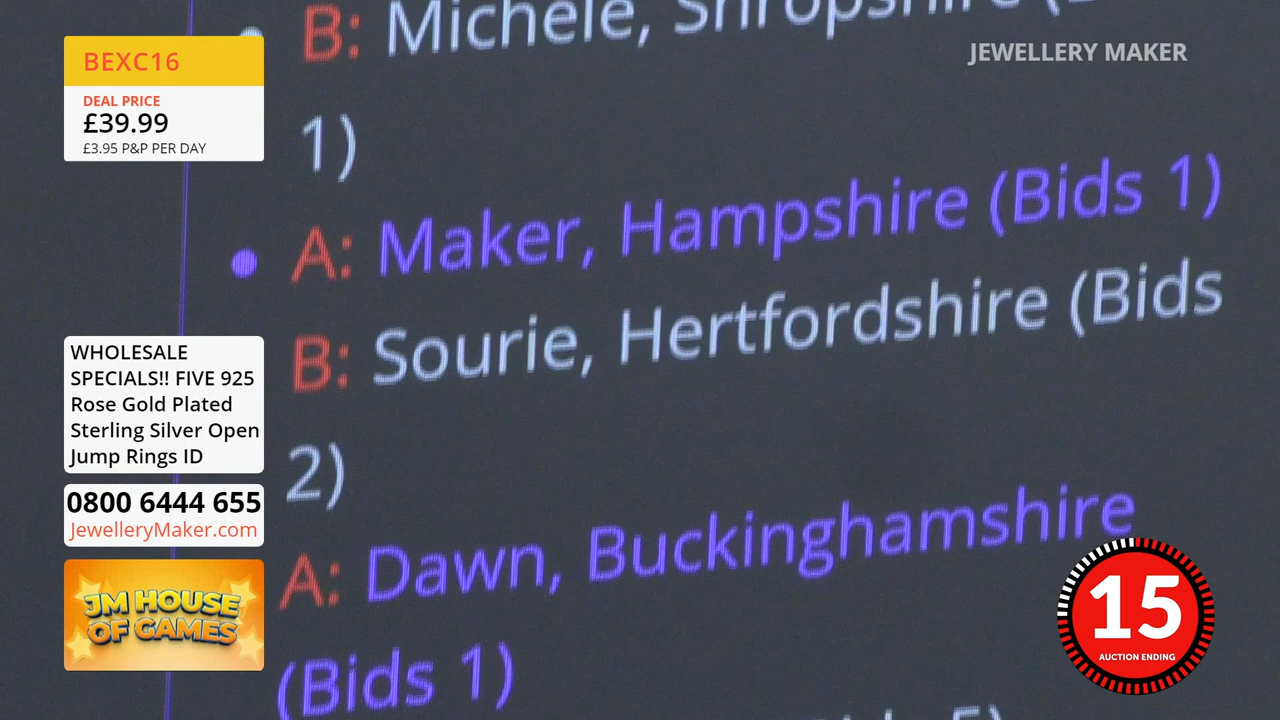 BEXC16
DEAL PRICE
£39.99
£3.95 P&P PER DAY
JEWELLERY MAKER
B: Michele, Shropshire
1)
A: Maker, Hampshire (Bids 1)
B: Sourie, Hertfordshire (Bids
2)
A: Dawn, Buckinghamshire
(Bids 1)
WHOLESALE
SPECIALS!! FIVE 925
Rose Gold Plated
Sterling Silver Open
Jump Rings ID
0800 6444 655
JewelleryMaker.com
JM HOUSE
OF GAMES
15
AUCTION ENDING